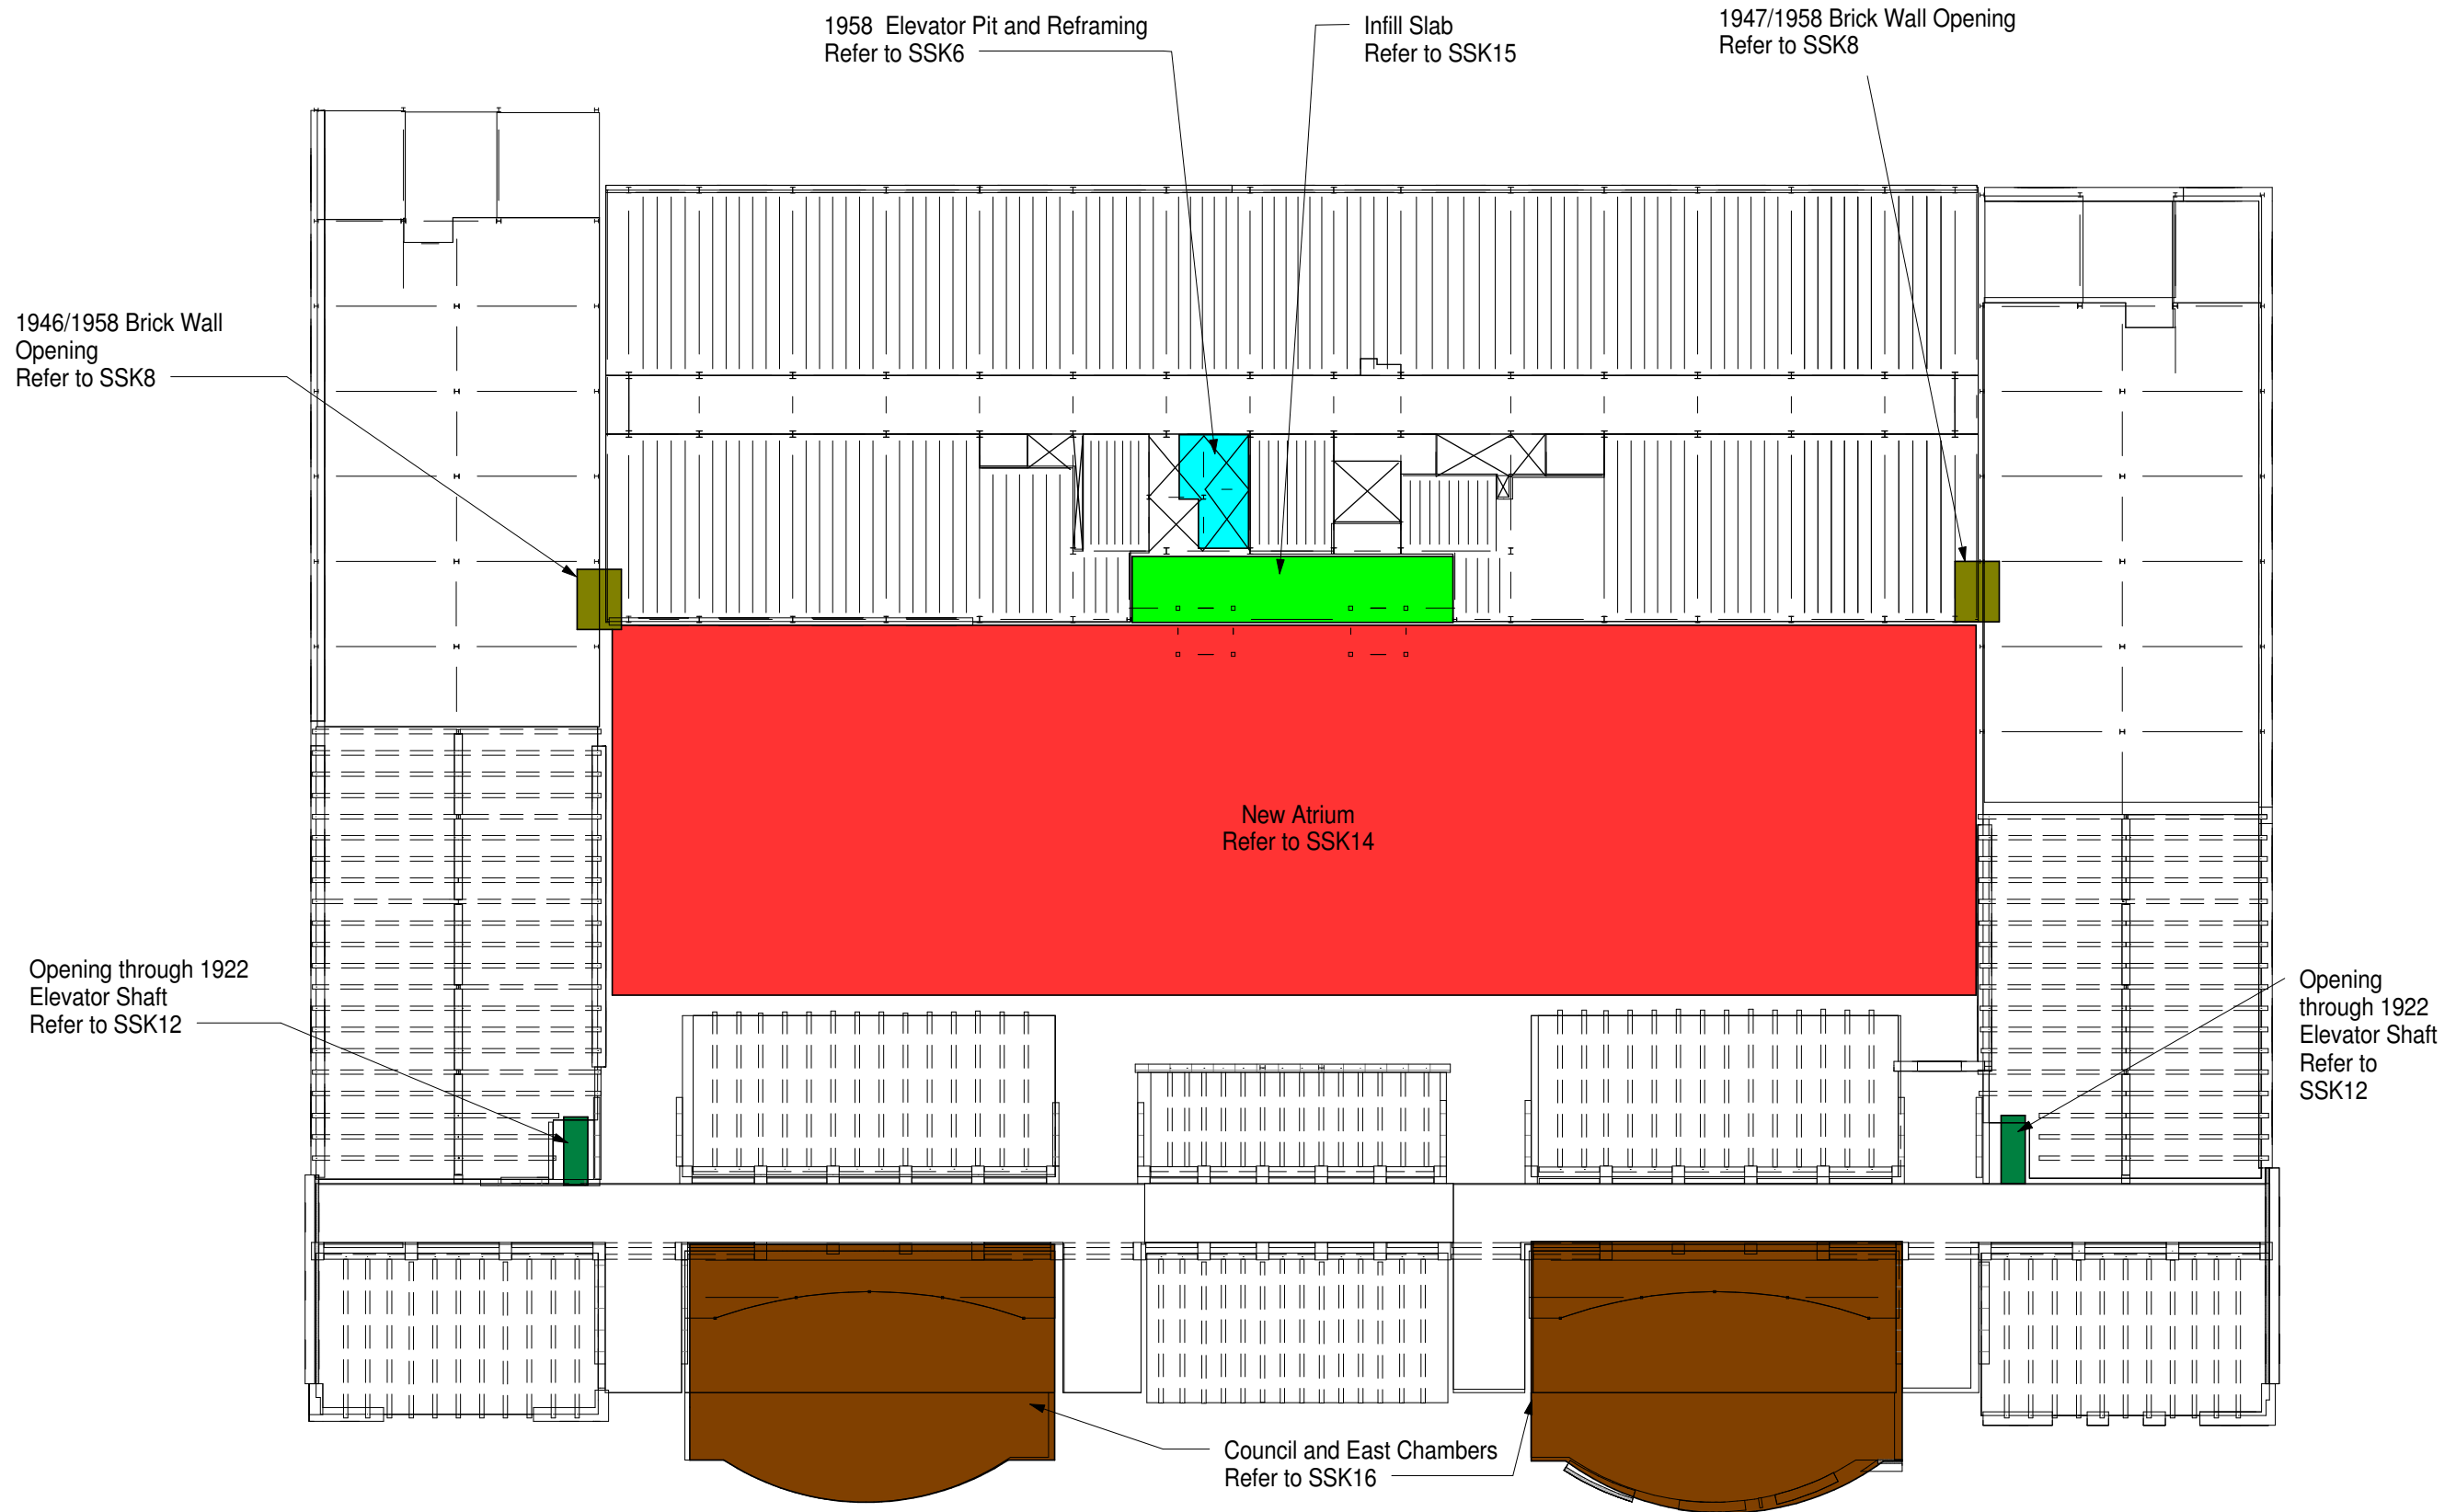 1958  Elevator Pit and Reframing
Refer to SSK6
Infill Slab
Refer to SSK15
1947/1958 Brick Wall Opening
Refer to SSK8
1946/1958 Brick Wall
Opening
Refer to SSK8
New Atrium
Refer to SSK14
Opening through 1922
Elevator Shaft
Refer to SSK12
Opening
through 1922
Elevator Shaft
Refer to
SSK12
Council and East Chambers
Refer to SSK16